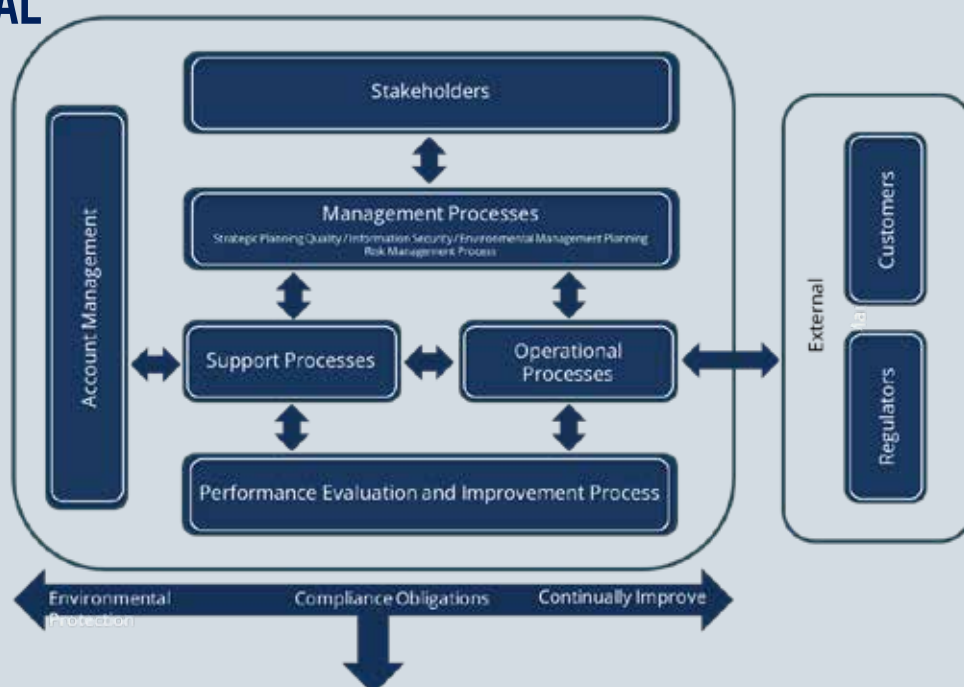 AL
Stakeholders
Management Processes
Strategic Planning Quality / Information Security / Environmental Management Planning
Risk Management Process
Account Management
Support Processes
Operational
Processes
Performance Evaluation and Improvement Process
External
Customers
Mar
Regulators
Environmental
Protection
Compliance Obligations
Continually Improve